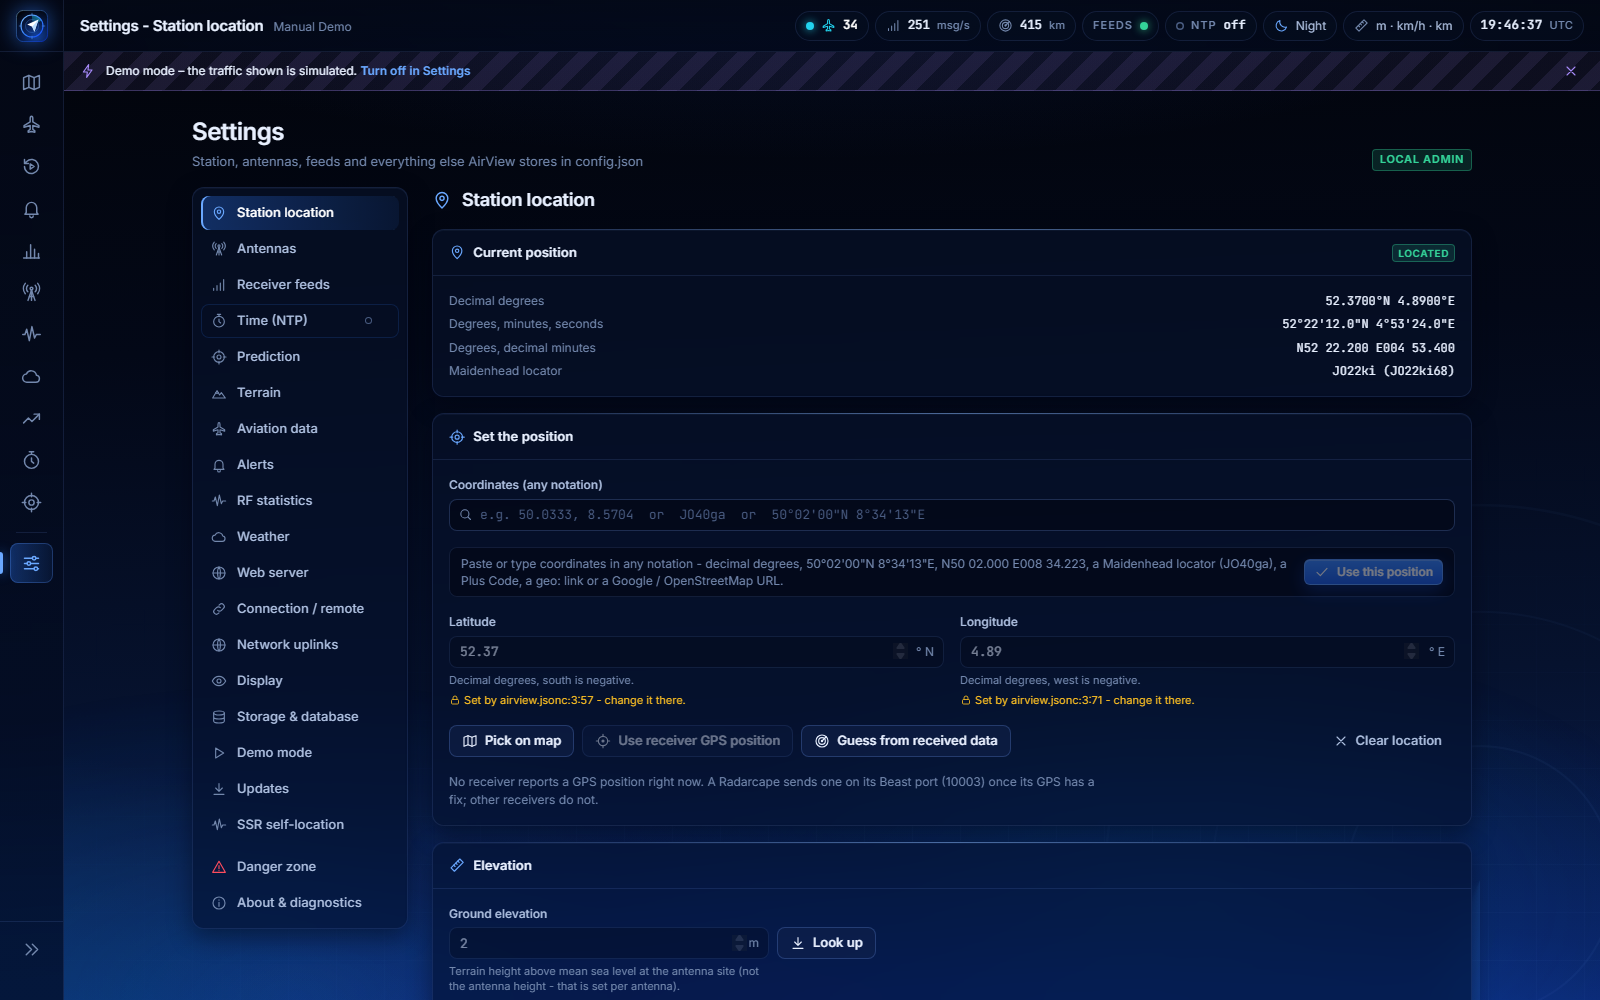 Settings - Station location
Manual Demo
34
251 msg/s
415 km
FEEDS
NTP off
Night
m · km/h · km
19:46:37 UTC
Demo mode – the traffic shown is simulated. Turn off in Settings
Settings
Station, antennas, feeds and everything else AirView stores in config.json
LOCAL ADMIN
Station location
Antennas
Receiver feeds
Time (NTP)
Prediction
Terrain
Aviation data
Alerts
RF statistics
Weather
Web server
Connection / remote
Network uplinks
Display
Storage & database
Demo mode
Updates
SSR self-location
Danger zone
About & diagnostics
Station location
Current position
LOCATED
Decimal degrees
52.3700°N 4.8900°E
Degrees, minutes, seconds
52°22'12.0"N 4°53'24.0"E
Degrees, decimal minutes
N52 22.200 E004 53.400
Maidenhead locator
JO22ki (JO22ki68)
Set the position
Coordinates (any notation)
e.g. 50.0333, 8.5704 or JO40ga or 50°02'00"N 8°34'13"E
Paste or type coordinates in any notation - decimal degrees, 50°02'00"N 8°34'13"E, N50 02.000 E008 34.223, a Maidenhead locator (JO40ga), a
Plus Code, a geo: link or a Google / OpenStreetMap URL.
Use this position
Latitude
52.37 ° N
Decimal degrees, south is negative.
Set by airview.jsonc:3:57 - change it there.
Longitude
4.89 ° E
Decimal degrees, west is negative.
Set by airview.jsonc:3:71 - change it there.
Pick on map
Use receiver GPS position
Guess from received data
Clear location
No receiver reports a GPS position right now. A Radarcape sends one on its Beast port (10003) once its GPS has a
fix; other receivers do not.
Elevation
Ground elevation
2 m
Look up
Terrain height above mean sea level at the antenna site (not
the antenna height - that is set per antenna).